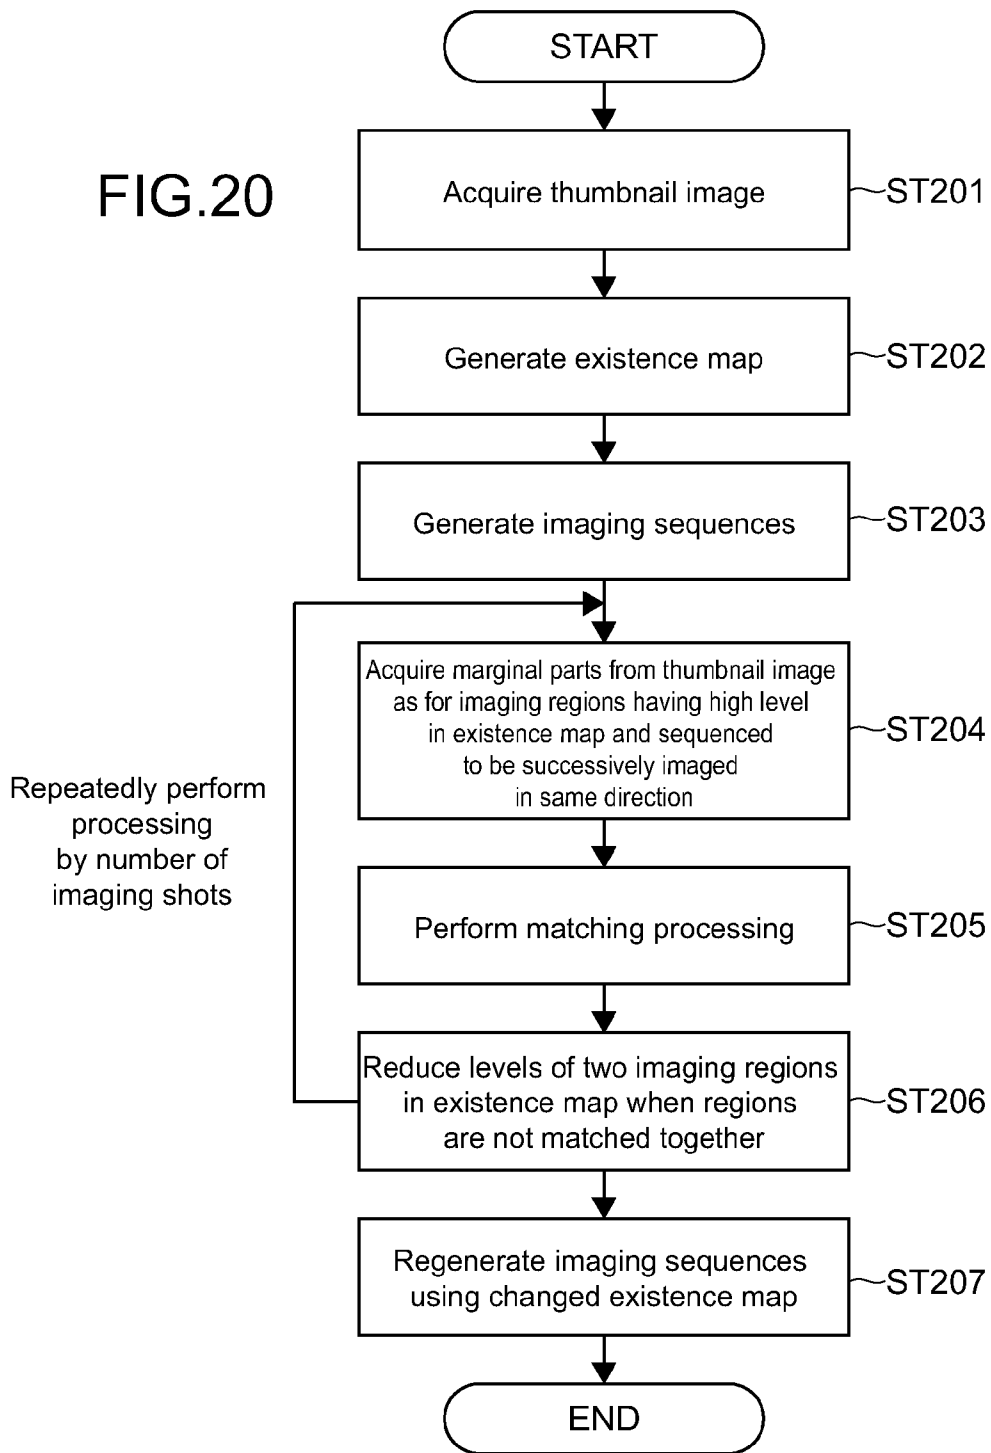 START
FIG.20
Acquire thumbnail image
ST201
Generate existence map
ST202
Generate imaging sequences
ST203
Acquire marginal parts from thumbnail image
as for imaging regions having high level
in existence map and sequenced
to be successively imaged
in same direction
ST204
Repeatedly perform
processing
by number of
imaging shots
Perform matching processing
ST205
Reduce levels of two imaging regions
in existence map when regions
are not matched together
ST206
Regenerate imaging sequences
using changed existence map
ST207
END